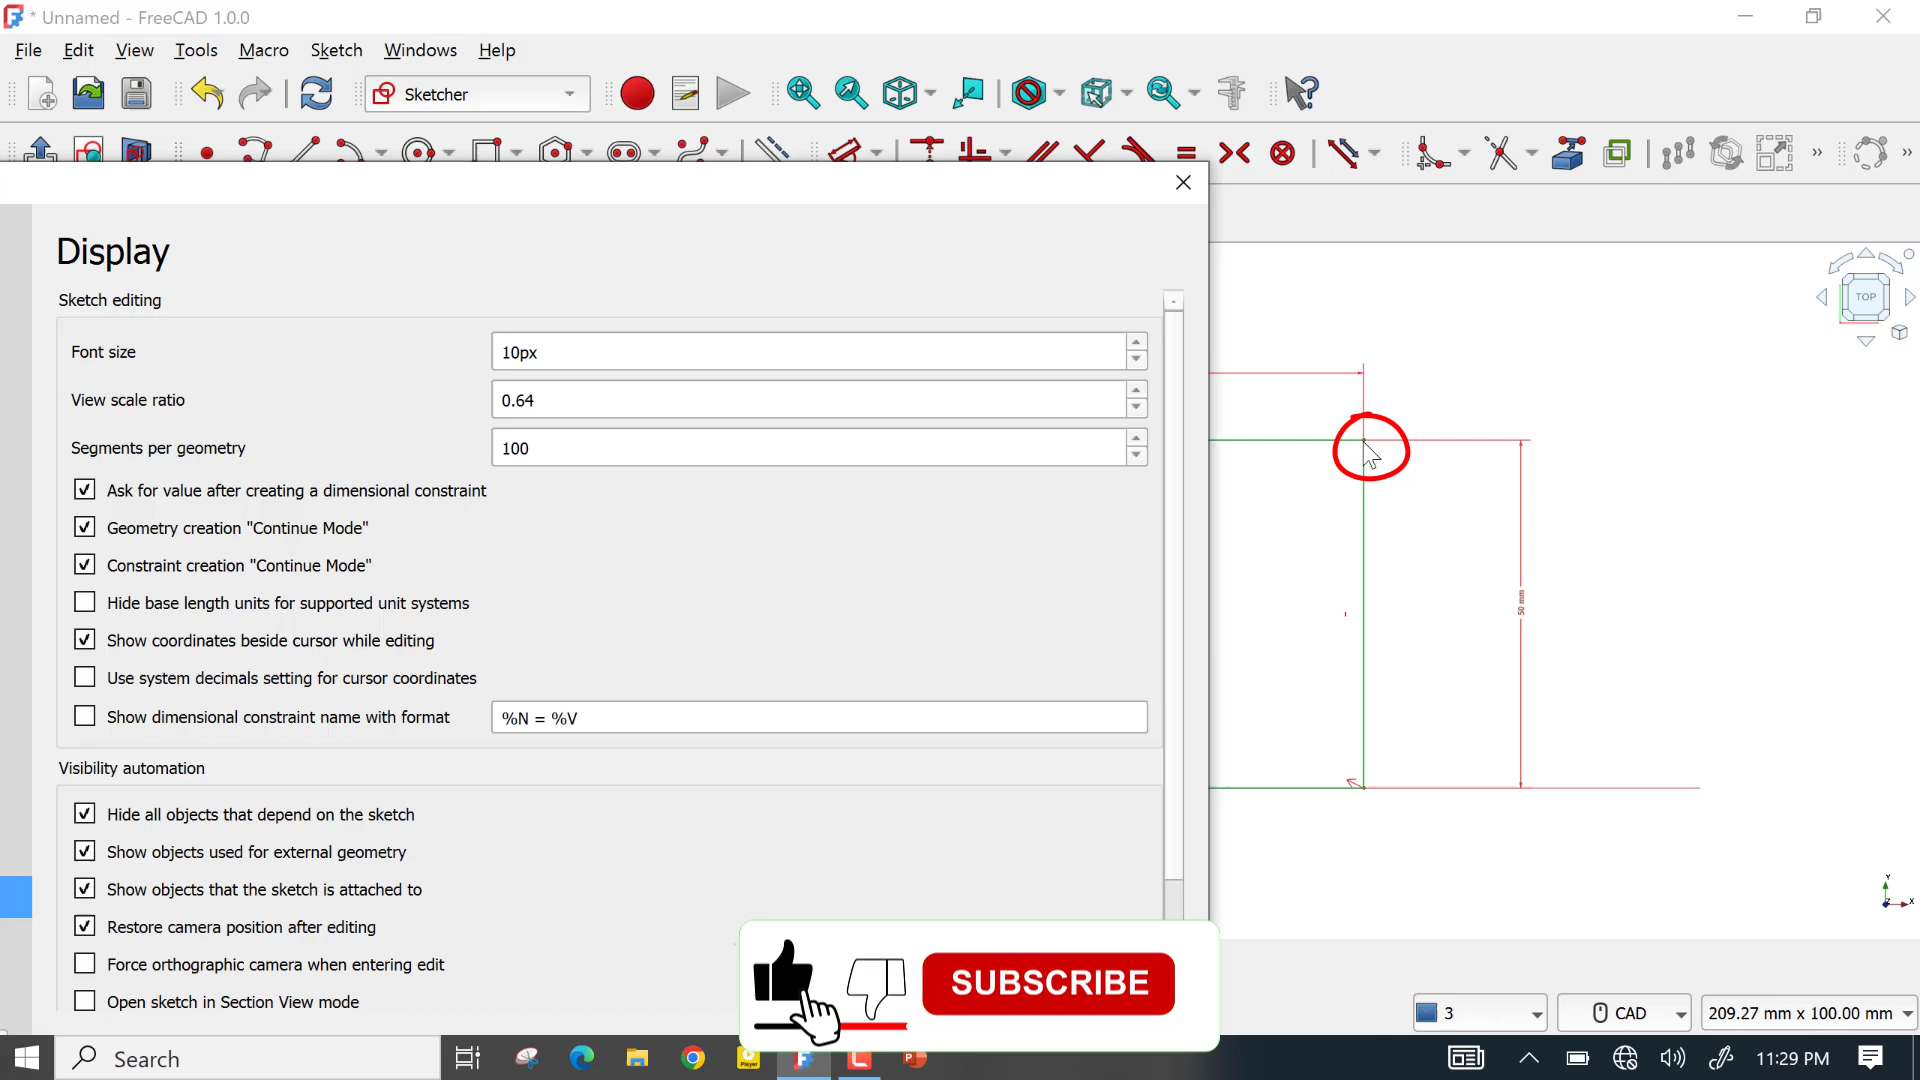 * Unnamed - FreeCAD 1.0.0
File Edit View Tools Macro Sketch Windows Help
Sketcher
TOP
Display
Sketch editing
Font size 10px
View scale ratio 0.64
Segments per geometry 100
Ask for value after creating a dimensional constraint
Geometry creation "Continue Mode"
Constraint creation "Continue Mode"
Hide base length units for supported unit systems
Show coordinates beside cursor while editing
Use system decimals setting for cursor coordinates
Show dimensional constraint name with format %N = %V
50 mm
Visibility automation
Hide all objects that depend on the sketch
Show objects used for external geometry
Show objects that the sketch is attached to
Restore camera position after editing
Force orthographic camera when entering edit
Open sketch in Section View mode
Y
Z X
SUBSCRIBE
3 CAD 209.27 mm x 100.00 mm
Search Player 11:29 PM